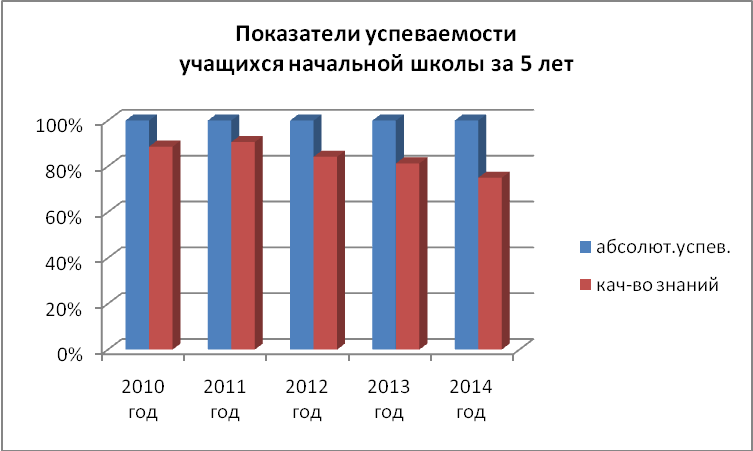 Показатели успеваемости
учащихся начальной школы за 5 лет
100%
80%
60%
40%
20%
0%
2010 год
2011 год
2012 год
2013 год
2014 год
абсолют.успев.
кач-во знаний